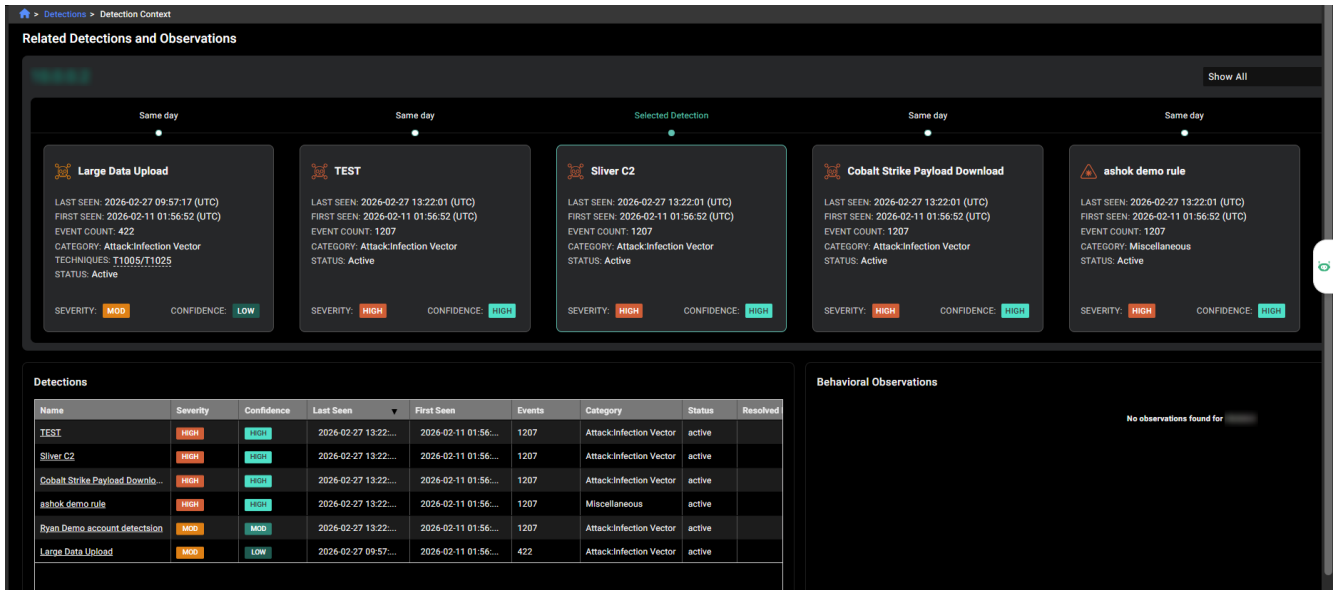 > Detections > Detection Context
Related Detections and Observations
Show All
Same day
Same day
Selected Detection
Same day
Same day
Large Data Upload
LAST SEEN: 2026-02-27 09:57:17 (UTC)
FIRST SEEN: 2026-02-11 01:56:52 (UTC)
EVENT COUNT: 422
CATEGORY: Attack:Infection Vector
TECHNIQUES: T1005/T1025
STATUS: Active
SEVERITY: MOD CONFIDENCE: LOW
TEST
LAST SEEN: 2026-02-27 13:22:01 (UTC)
FIRST SEEN: 2026-02-11 01:56:52 (UTC)
EVENT COUNT: 1207
CATEGORY: Attack:Infection Vector
STATUS: Active
SEVERITY: HIGH CONFIDENCE: HIGH
Sliver C2
LAST SEEN: 2026-02-27 13:22:01 (UTC)
FIRST SEEN: 2026-02-11 01:56:52 (UTC)
EVENT COUNT: 1207
CATEGORY: Attack:Infection Vector
STATUS: Active
SEVERITY: HIGH CONFIDENCE: HIGH
Cobalt Strike Payload Download
LAST SEEN: 2026-02-27 13:22:01 (UTC)
FIRST SEEN: 2026-02-11 01:56:52 (UTC)
EVENT COUNT: 1207
CATEGORY: Attack:Infection Vector
STATUS: Active
SEVERITY: HIGH CONFIDENCE: HIGH
ashok demo rule
LAST SEEN: 2026-02-27 13:22:01 (UTC)
FIRST SEEN: 2026-02-11 01:56:52 (UTC)
EVENT COUNT: 1207
CATEGORY: Miscellaneous
STATUS: Active
SEVERITY: HIGH CONFIDENCE: HIGH
Detections
Name Severity Confidence Last Seen ▼ First Seen Events Category Status Resolved
TEST HIGH HIGH 2026-02-27 13:22:... 2026-02-11 01:56:... 1207 Attack:Infection Vector active
Sliver C2 HIGH HIGH 2026-02-27 13:22:... 2026-02-11 01:56:... 1207 Attack:Infection Vector active
Cobalt Strike Payload Downlo... HIGH HIGH 2026-02-27 13:22:... 2026-02-11 01:56:... 1207 Attack:Infection Vector active
ashok demo rule HIGH HIGH 2026-02-27 13:22:... 2026-02-11 01:56:... 1207 Miscellaneous active
Ryan Demo account detectsion MOD MOD 2026-02-27 13:22:... 2026-02-11 01:56:... 1207 Attack:Infection Vector active
Large Data Upload MOD LOW 2026-02-27 09:57:... 2026-02-11 01:56:... 422 Attack:Infection Vector active
Behavioral Observations
No observations found for